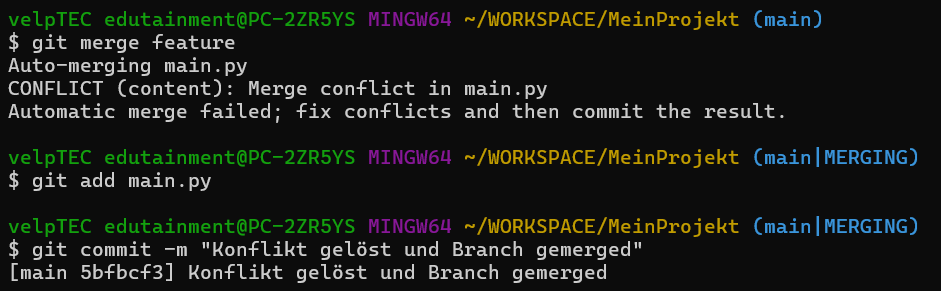 velpTEC edutainment@PC-2ZR5YS MINGW64 ~/WORKSPACE/MeinProjekt (main)
$ git merge feature
Auto-merging main.py
CONFLICT (content): Merge conflict in main.py
Automatic merge failed; fix conflicts and then commit the result.
velpTEC edutainment@PC-2ZR5YS MINGW64 ~/WORKSPACE/MeinProjekt (main|MERGING)
$ git add main.py
velpTEC edutainment@PC-2ZR5YS MINGW64 ~/WORKSPACE/MeinProjekt (main|MERGING)
$ git commit -m "Konflikt gelöst und Branch gemerged"
[main 5bfbcf3] Konflikt gelöst und Branch gemerged